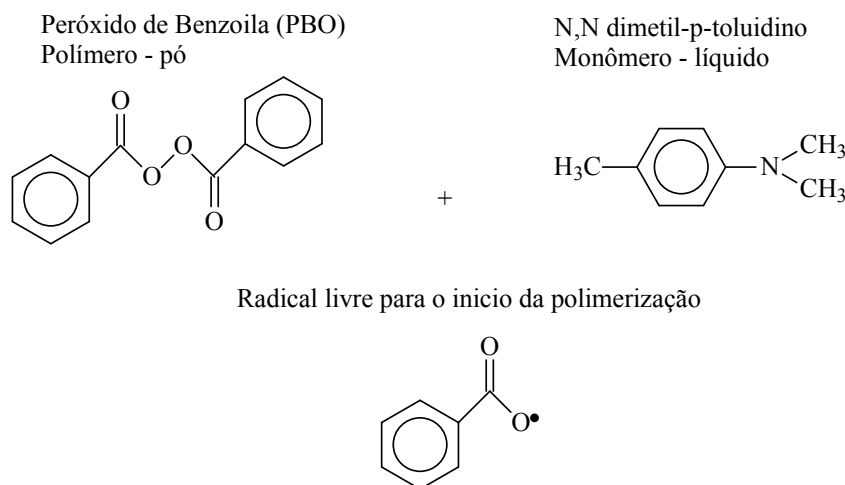 Peróxido de Benzoila (PBO)
Polímero - pó
N,N dimetil-p-toluidino
Monômero - líquido
O
O
O
O
+
H₃C
N
CH₃
CH₃
Radical livre para o inicio da polimerização
O
O•